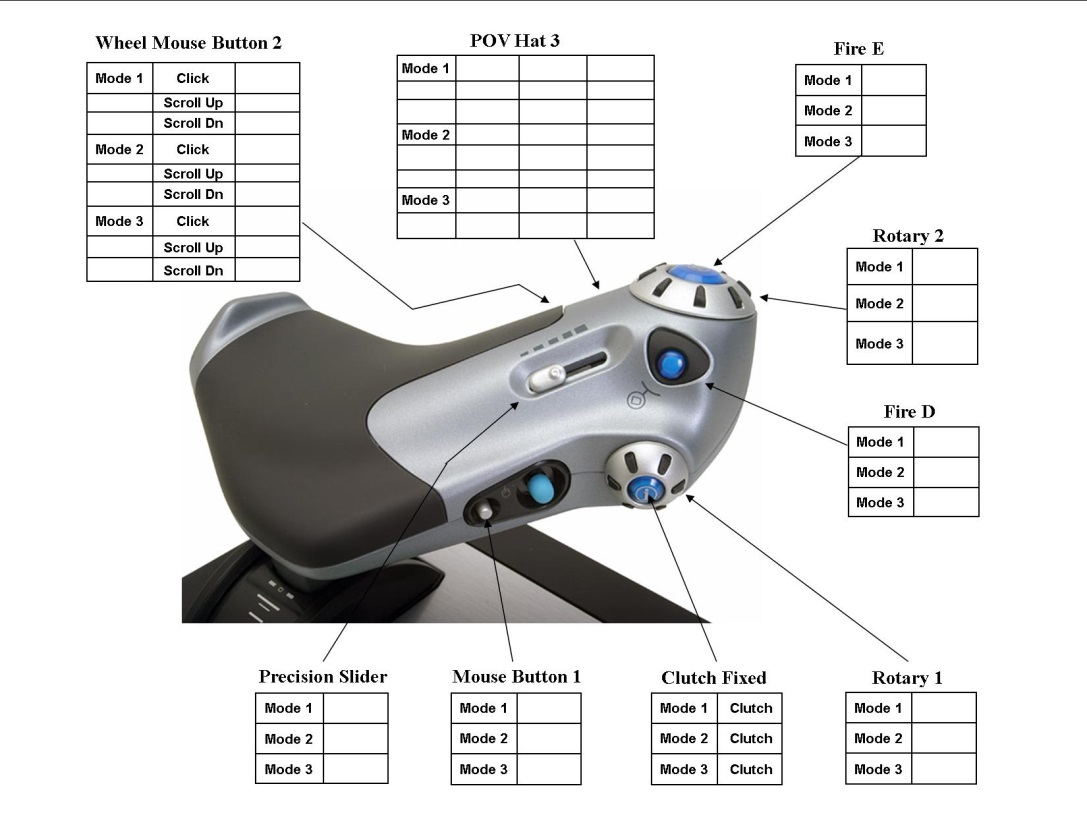 Wheel Mouse Button 2
Mode 1 Click
Scroll Up
Scroll Dn
Mode 2 Click
Scroll Up
Scroll Dn
Mode 3 Click
Scroll Up
Scroll Dn
POV Hat 3
Mode 1
Mode 2
Mode 3
Fire E
Mode 1
Mode 2
Mode 3
Rotary 2
Mode 1
Mode 2
Mode 3
Fire D
Mode 1
Mode 2
Mode 3
D
Precision Slider
Mode 1
Mode 2
Mode 3
Mouse Button 1
Mode 1
Mode 2
Mode 3
Clutch Fixed
Mode 1 Clutch
Mode 2 Clutch
Mode 3 Clutch
Rotary 1
Mode 1
Mode 2
Mode 3